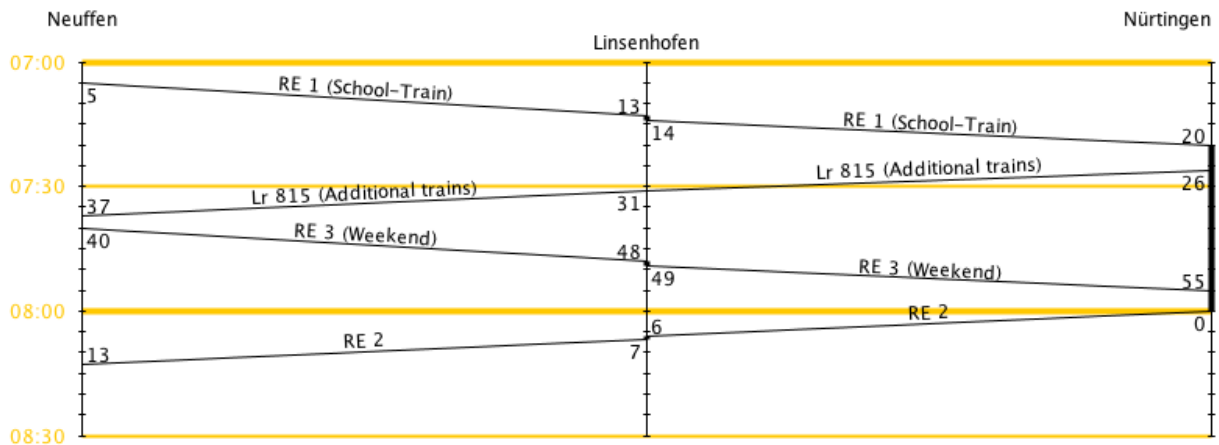 Neuffen
Nürtingen
Linsenhofen
07:00
RE 1 (School-Train)
5
13
14
RE 1 (School-Train)
20
Lr 815 (Additional trains)
26
07:30
Lr 815 (Additional trains)
37
31
40
RE 3 (Weekend)
48
49
RE 3 (Weekend)
55
08:00
RE 2
0
6
RE 2
7
13
08:30